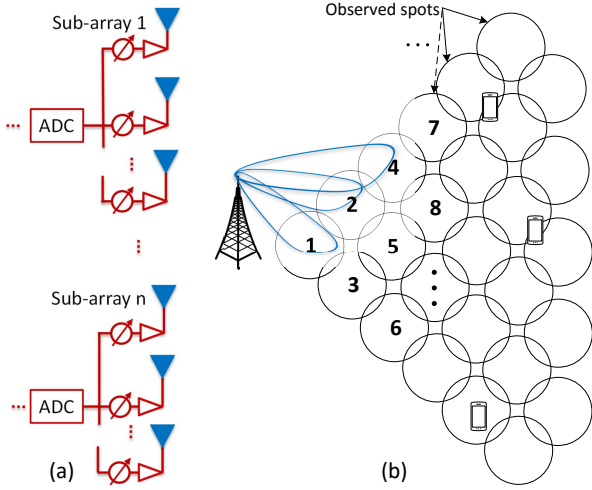 Sub-array 1
... ADC
Sub-array n
... ADC
(a)
Observed spots
...
7
4
2
8
1
5
3
6
(b)